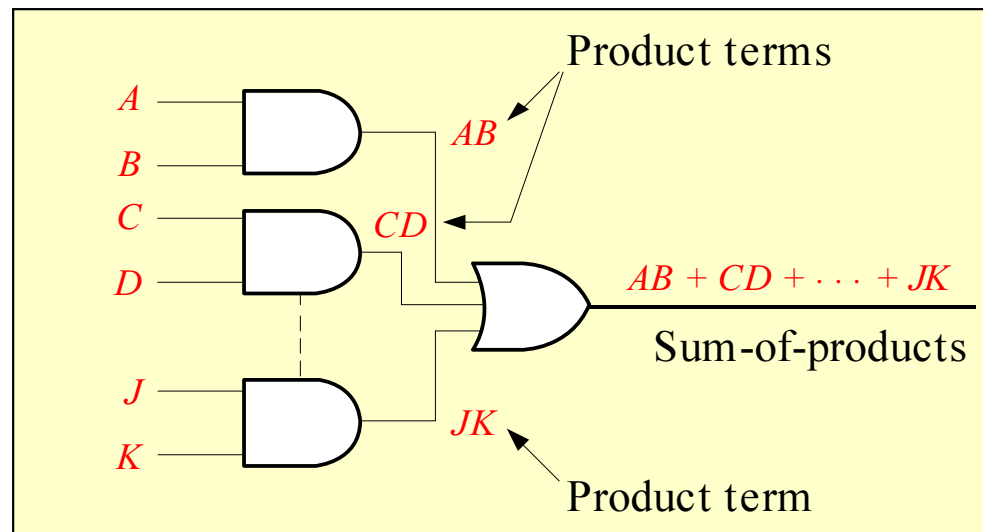 Product terms
A
AB
B
C
CD
D
AB + CD + · · · + JK
Sum-of-products
J
JK
K
Product term